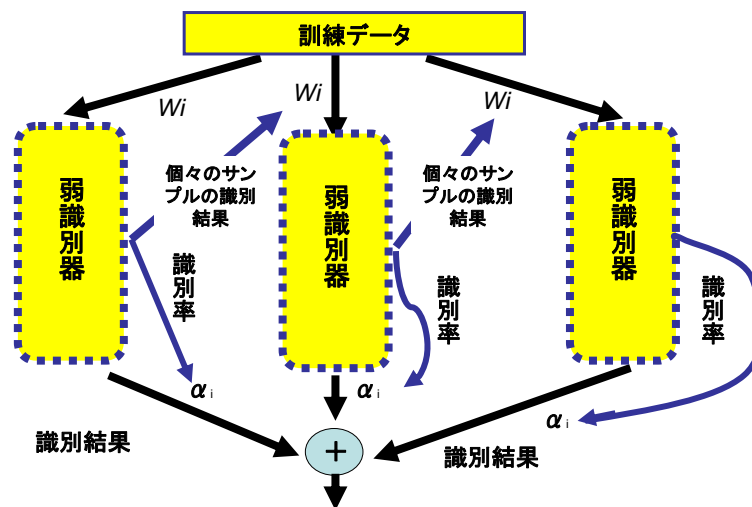 訓練データ
Wi
Wi
Wi
弱識別器
個々のサン
プルの識別
結果
弱識別器
個々のサン
プルの識別
結果
弱識別器
識別率
識別率
識別率
αi
αi
αi
識別結果
+
識別結果